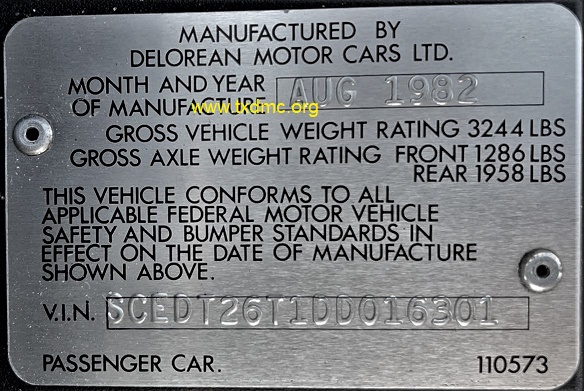 MANUFACTURED BY
DELOREAN MOTOR CARS LTD.
MONTH AND YEAR
OF MANUFACTURE AUG 1982
www.txdmc.org
GROSS VEHICLE WEIGHT RATING 3244 LBS
GROSS AXLE WEIGHT RATING FRONT 1286 LBS
REAR 1958 LBS
THIS VEHICLE CONFORMS TO ALL
APPLICABLE FEDERAL MOTOR VEHICLE
SAFETY AND BUMPER STANDARDS IN
EFFECT ON THE DATE OF MANUFACTURE
SHOWN ABOVE.
V.I.N. SCEDT26T1DD016301
PASSENGER CAR. 110573